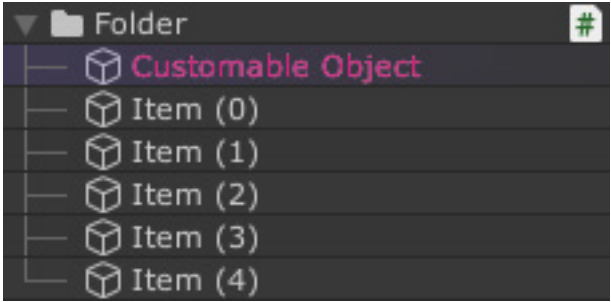 Folder #
Customable Object
Item (0)
Item (1)
Item (2)
Item (3)
Item (4)